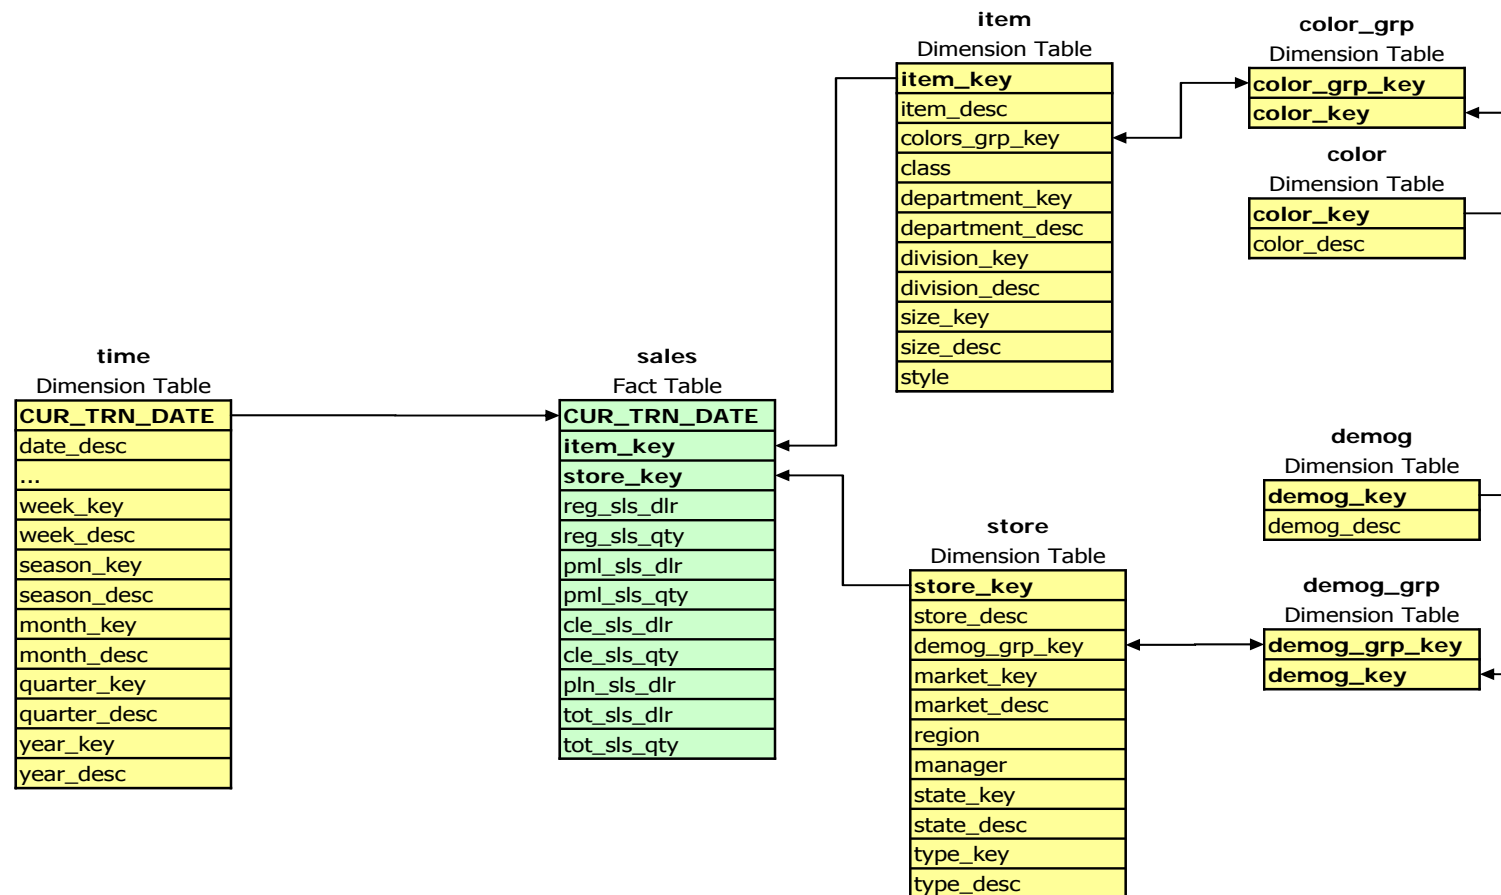 item
Dimension Table
item_key
item_desc
colors_grp_key
class
department_key
department_desc
division_key
division_desc
size_key
size_desc
style
color_grp
Dimension Table
color_grp_key
color_key
color
Dimension Table
color_key
color_desc
time
Dimension Table
CUR_TRN_DATE
date_desc
...
week_key
week_desc
season_key
season_desc
month_key
month_desc
quarter_key
quarter_desc
year_key
year_desc
sales
Fact Table
CUR_TRN_DATE
item_key
store_key
reg_sls_dlr
reg_sls_qty
pml_sls_dlr
pml_sls_qty
cle_sls_dlr
cle_sls_qty
pln_sls_dlr
tot_sls_dlr
tot_sls_qty
store
Dimension Table
store_key
store_desc
demog_grp_key
market_key
market_desc
region
manager
state_key
state_desc
type_key
type_desc
demog
Dimension Table
demog_key
demog_desc
demog_grp
Dimension Table
demog_grp_key
demog_key